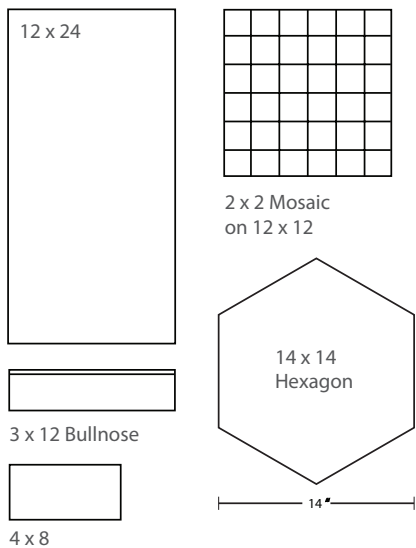 12 x 24
2 x 2 Mosaic
on 12 x 12
14 x 14
Hexagon
3 x 12 Bullnose
14"
4 x 8